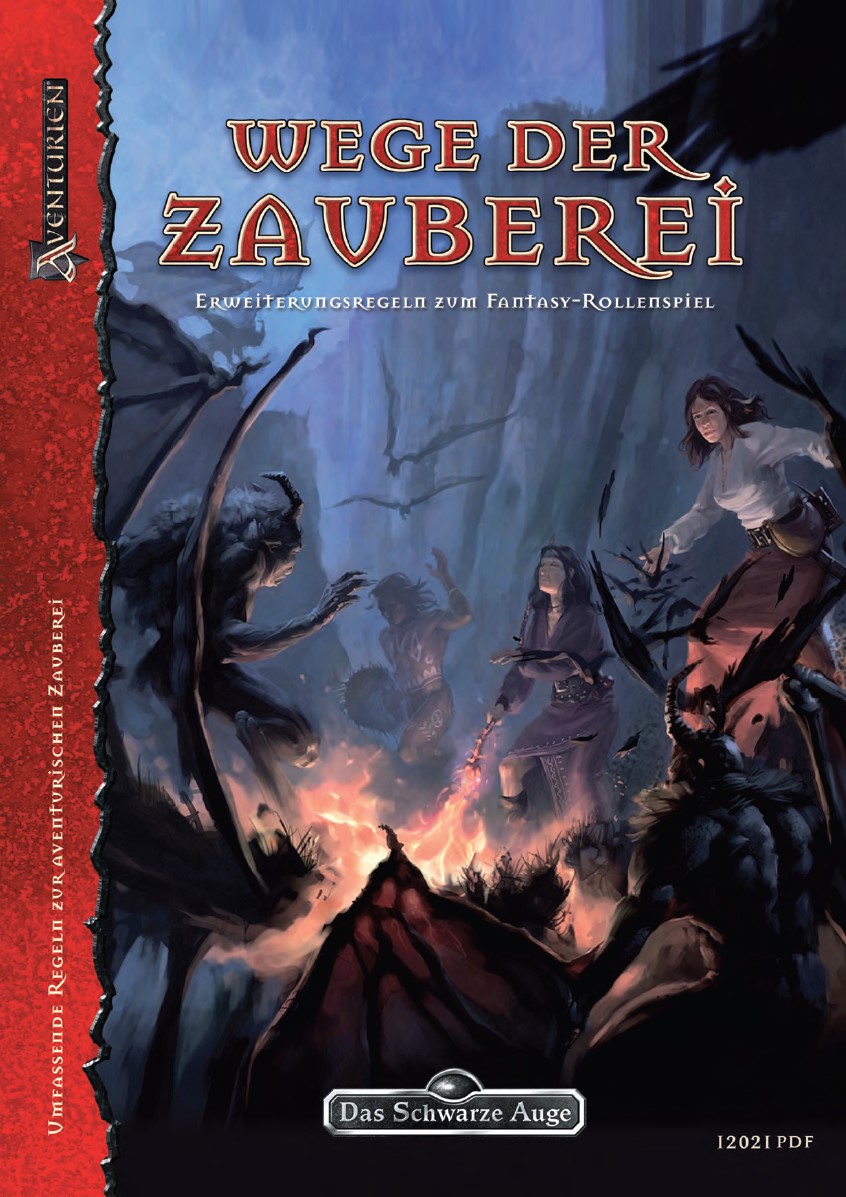 WEGE DER
ZAUBEREI
ERWEITERUNGSREGELN ZUM FANTASY-ROLLENSPIEL
AVENTURIEN
UMFASSENDE REGELN ZUR AVENTURISCHEN ZAUBEREI
DAS SCHWARZE AUGE
12021 PDF